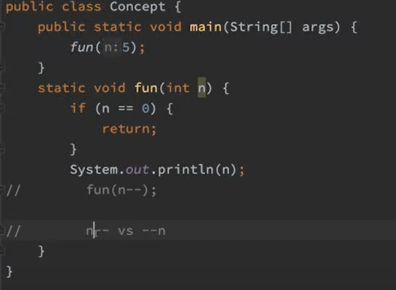 public class Concept {
    public static void main(String[] args) {
        fun( n: 5);
    }
    static void fun(int n) {
        if (n == 0) {
            return;
        }
        System.out.println(n);
//        fun(n--);
//        n-- vs --n
    }
}